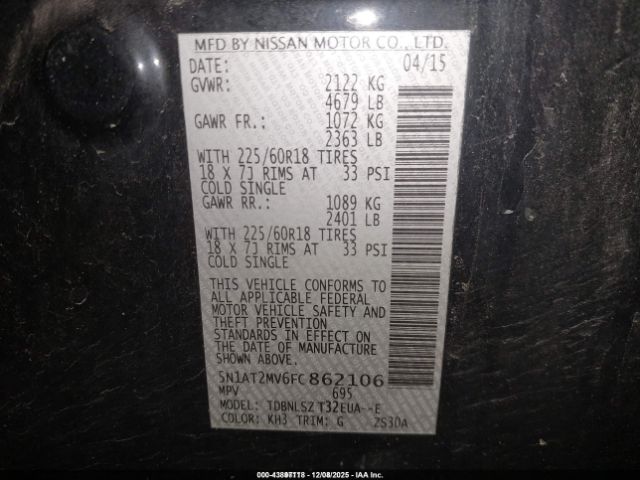 MFD BY NISSAN MOTOR CO., LTD.
DATE: 04/15
GVWR: 2122 KG
4679 LB
GAWR FR.: 1072 KG
2363 LB
WITH 225/60R18 TIRES
18 X 7J RIMS AT 33 PSI
COLD SINGLE
GAWR RR.: 1089 KG
2401 LB
WITH 225/60R18 TIRES
18 X 7J RIMS AT 33 PSI
COLD SINGLE
THIS VEHICLE CONFORMS TO
ALL APPLICABLE FEDERAL
MOTOR VEHICLE SAFETY AND
THEFT PREVENTION
STANDARDS IN EFFECT ON
THE DATE OF MANUFACTURE
SHOWN ABOVE.
5N1AT2MV6FC862106
MPV 695
MODEL: TDBNLSZ T32EUA--E
COLOR: KH3 TRIM: G 2S30A
12/08/2025 - IAA Inc.